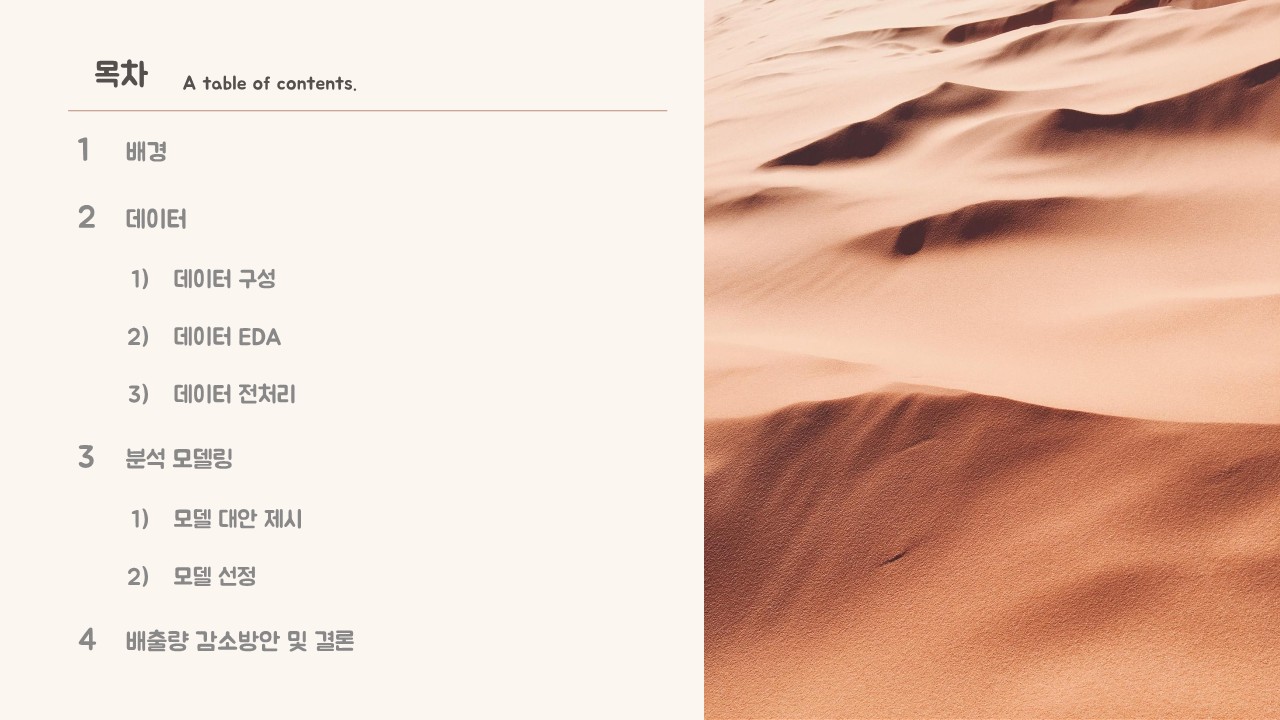 목차 A table of contents.
1 배경
2 데이터
1) 데이터 구성
2) 데이터 EDA
3) 데이터 전처리
3 분석 모델링
1) 모델 대안 제시
2) 모델 선정
4 배출량 감소방안 및 결론